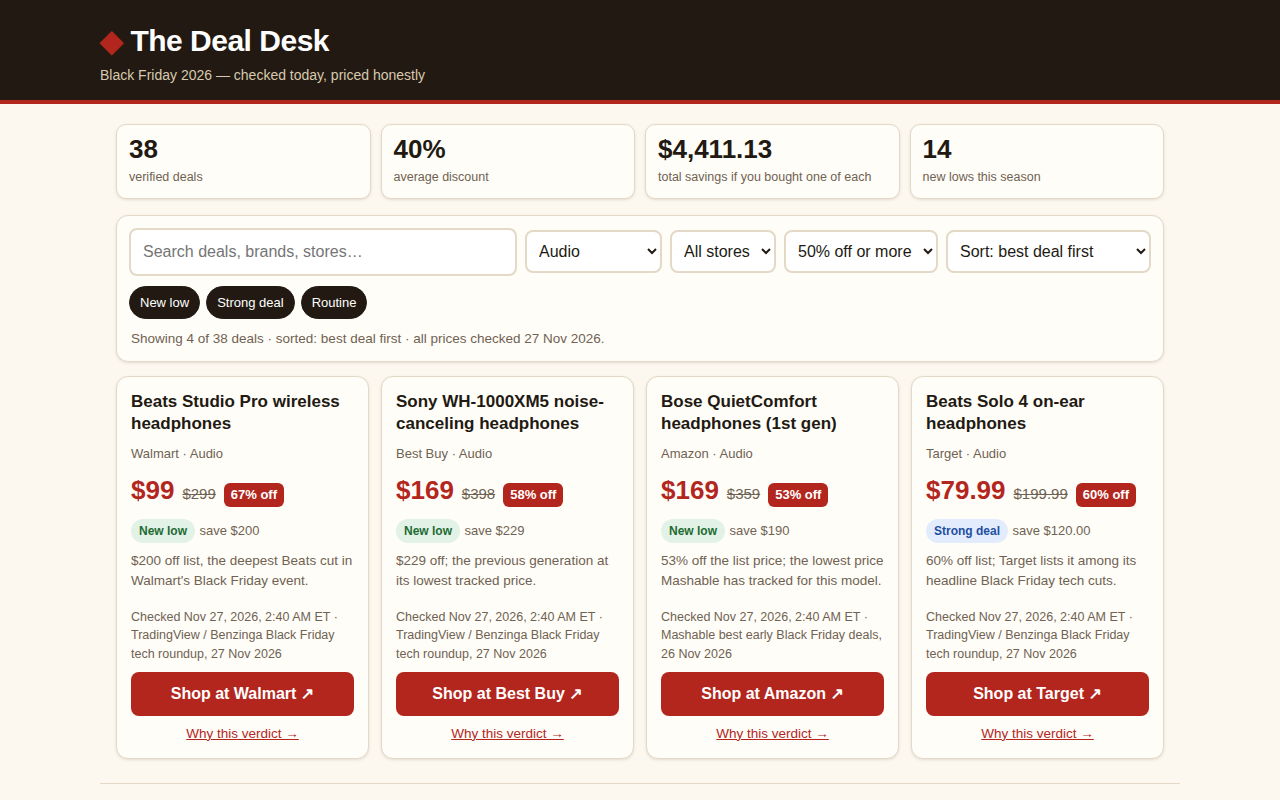 ◆ The Deal Desk
Black Friday 2026 — checked today, priced honestly
38
verified deals
40%
average discount
$4,411.13
total savings if you bought one of each
14
new lows this season
Search deals, brands, stores…
Audio
All stores
50% off or more
Sort: best deal first
New low
Strong deal
Routine
Showing 4 of 38 deals · sorted: best deal first · all prices checked 27 Nov 2026.
Beats Studio Pro wireless
headphones
Walmart · Audio
$99 $299 67% off
New low save $200
$200 off list, the deepest Beats cut in
Walmart's Black Friday event.
Checked Nov 27, 2026, 2:40 AM ET ·
TradingView / Benzinga Black Friday
tech roundup, 27 Nov 2026
Shop at Walmart ↗
Why this verdict →
Sony WH-1000XM5 noise-
canceling headphones
Best Buy · Audio
$169 $398 58% off
New low save $229
$229 off; the previous generation at
its lowest tracked price.
Checked Nov 27, 2026, 2:40 AM ET ·
TradingView / Benzinga Black Friday
tech roundup, 27 Nov 2026
Shop at Best Buy ↗
Why this verdict →
Bose QuietComfort
headphones (1st gen)
Amazon · Audio
$169 $359 53% off
New low save $190
53% off the list price; the lowest price
Mashable has tracked for this model.
Checked Nov 27, 2026, 2:40 AM ET ·
Mashable best early Black Friday deals,
26 Nov 2026
Shop at Amazon ↗
Why this verdict →
Beats Solo 4 on-ear
headphones
Target · Audio
$79.99 $199.99 60% off
Strong deal save $120.00
60% off list; Target lists it among its
headline Black Friday tech cuts.
Checked Nov 27, 2026, 2:40 AM ET ·
TradingView / Benzinga Black Friday
tech roundup, 27 Nov 2026
Shop at Target ↗
Why this verdict →